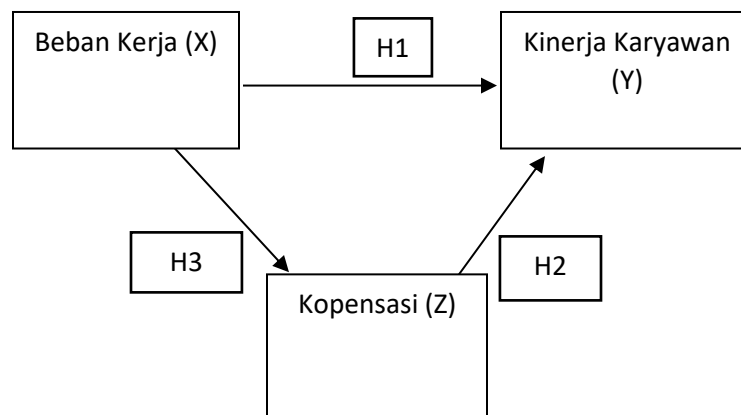 Beban Kerja (X)
H1
Kinerja Karyawan
(Y)
H3
H2
Kopensasi (Z)